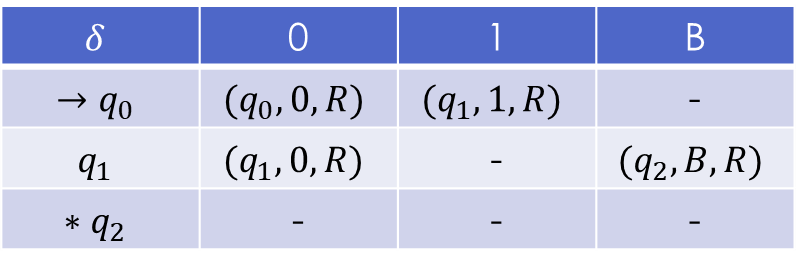 δ 0 1 B
→ q₀ (q₀, 0, R) (q₁, 1, R) -
q₁ (q₁, 0, R) - (q₂, B, R)
∗ q₂ - - -